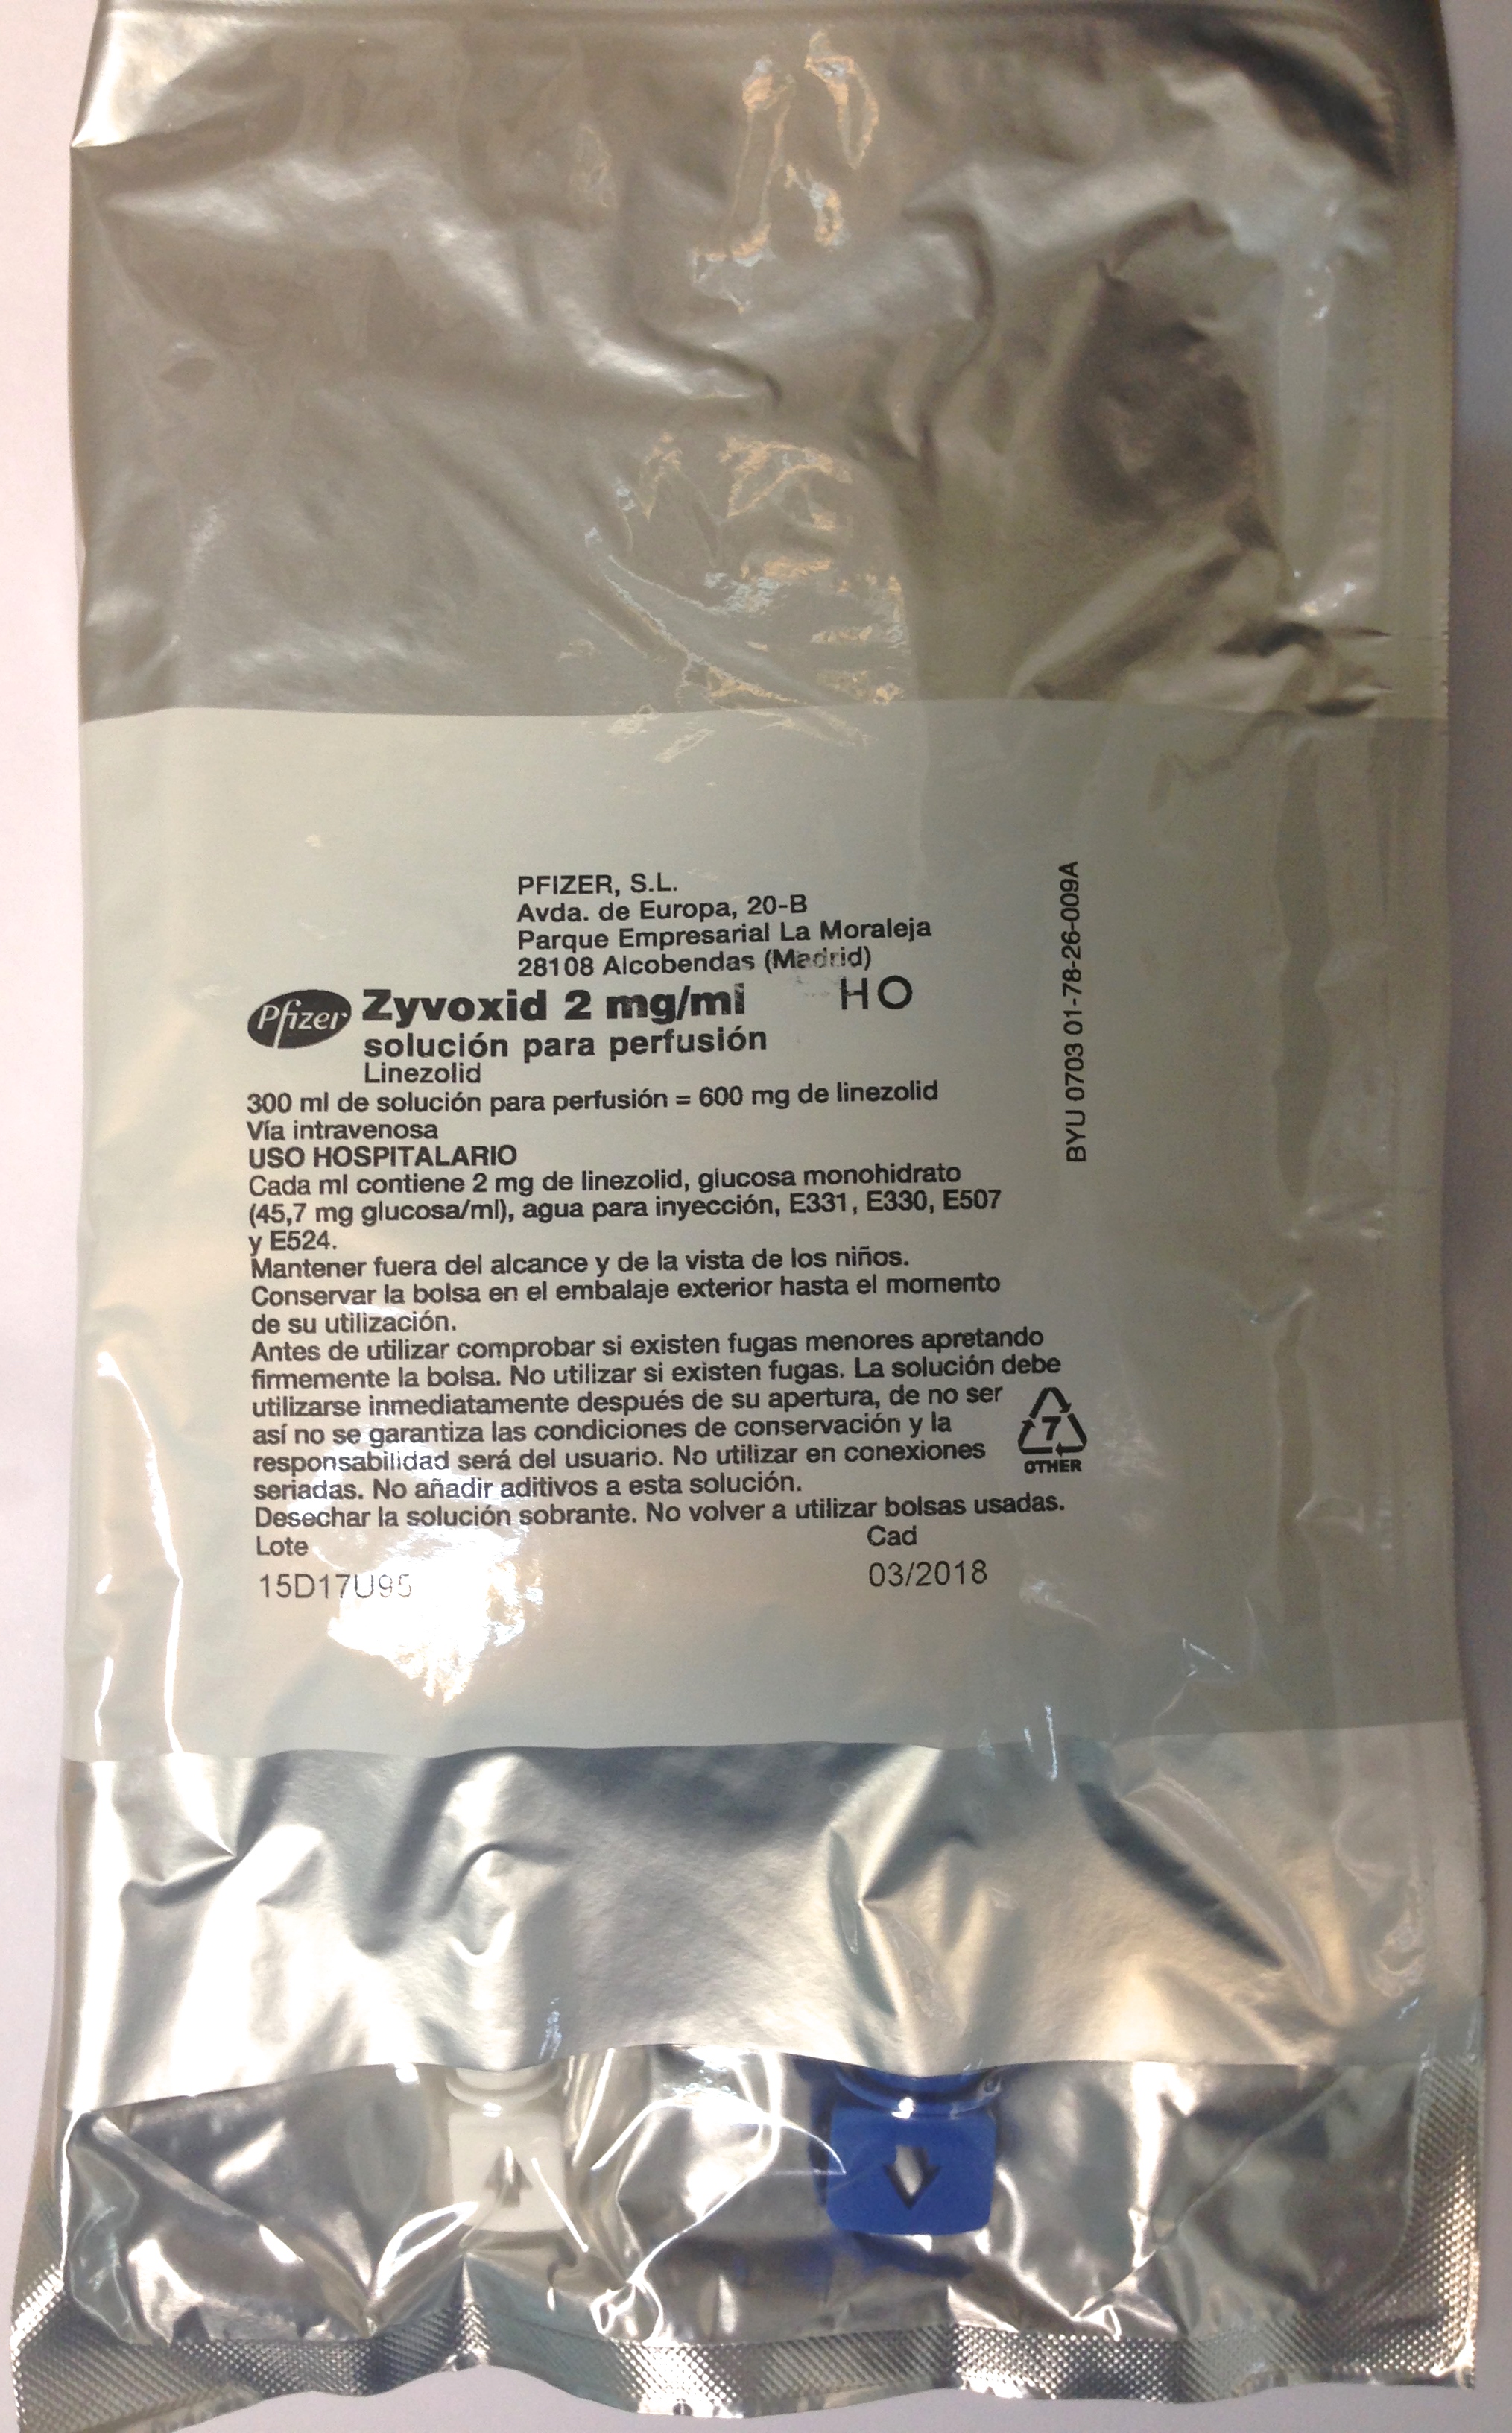 PFIZER, S.L.
Avda. de Europa, 20-B
Parque Empresarial La Moraleja
28108 Alcobendas (Madrid)
HO
Pfizer
Zyvoxid 2 mg/ml
solución para perfusión
Linezolid
300 ml de solución para perfusión = 600 mg de linezolid
Vía intravenosa
USO HOSPITALARIO
Cada ml contiene 2 mg de linezolid, glucosa monohidrato
(45,7 mg glucosa/ml), agua para inyección, E331, E330, E507
y E524.
Mantener fuera del alcance y de la vista de los niños.
Conservar la bolsa en el embalaje exterior hasta el momento
de su utilización.
Antes de utilizar comprobar si existen fugas menores apretando
firmemente la bolsa. No utilizar si existen fugas. La solución debe
utilizarse inmediatamente después de su apertura, de no ser
así no se garantiza las condiciones de conservación y la
responsabilidad será del usuario. No utilizar en conexiones
seriadas. No añadir aditivos a esta solución.
Desechar la solución sobrante. No volver a utilizar bolsas usadas.
Lote
Cad
15D17U95
03/2018
7
OTHER
BYU 0703 01-78-26-009A